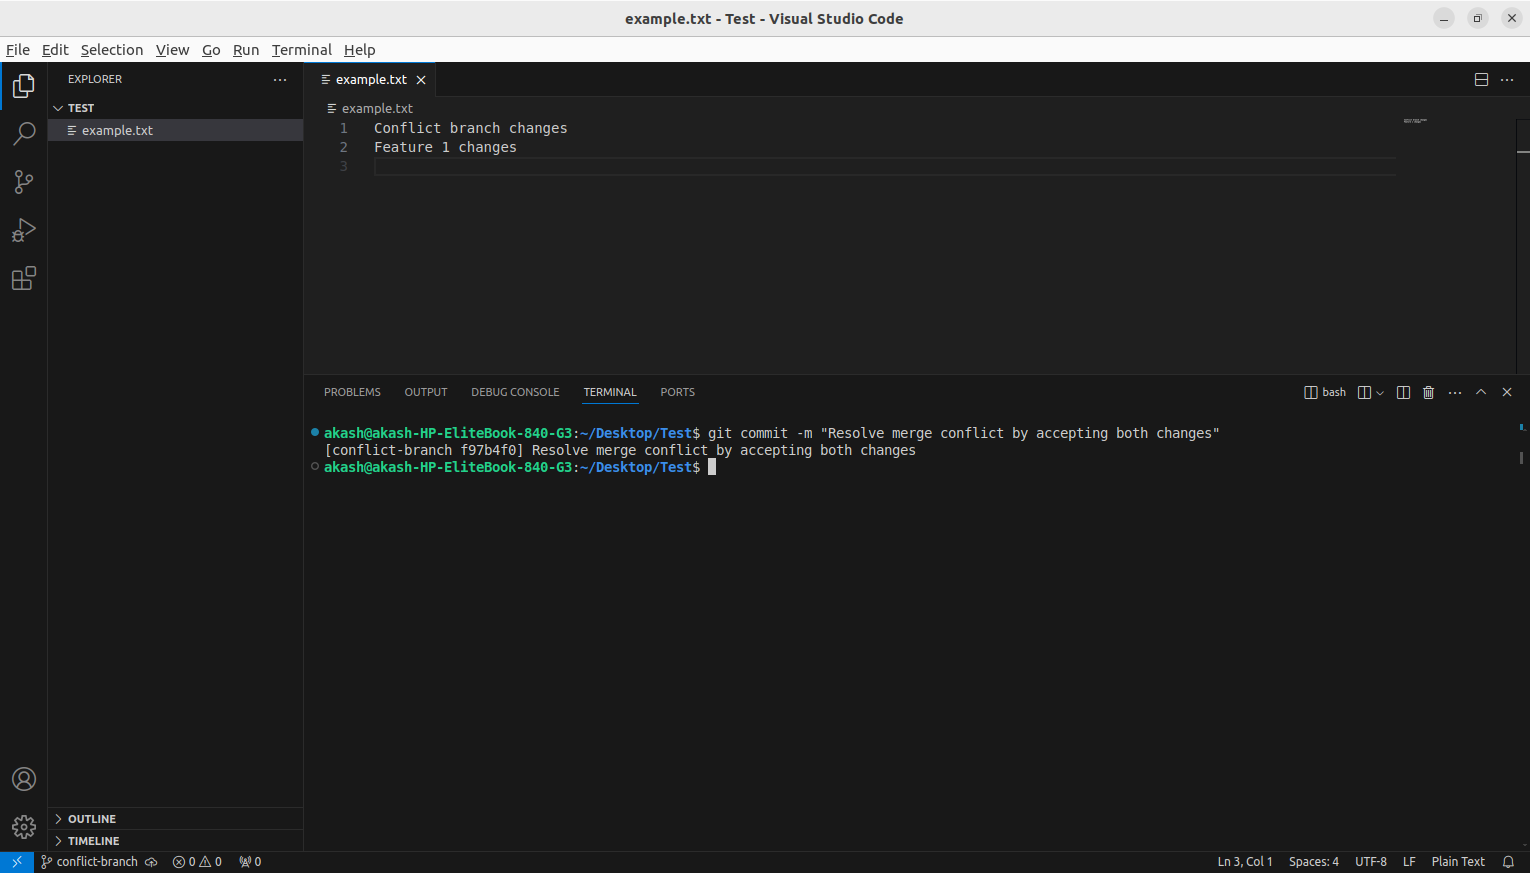 example.txt - Test - Visual Studio Code
File Edit Selection View Go Run Terminal Help
EXPLORER
TEST
example.txt
example.txt
example.txt
1 Conflict branch changes
2 Feature 1 changes
3
PROBLEMS OUTPUT DEBUG CONSOLE TERMINAL PORTS
bash
akash@akash-HP-EliteBook-840-G3:~/Desktop/Test$ git commit -m "Resolve merge conflict by accepting both changes"
[conflict-branch f97b4f0] Resolve merge conflict by accepting both changes
akash@akash-HP-EliteBook-840-G3:~/Desktop/Test$
OUTLINE
TIMELINE
conflict-branch 0 0 0 Ln 3, Col 1 Spaces: 4 UTF-8 LF Plain Text